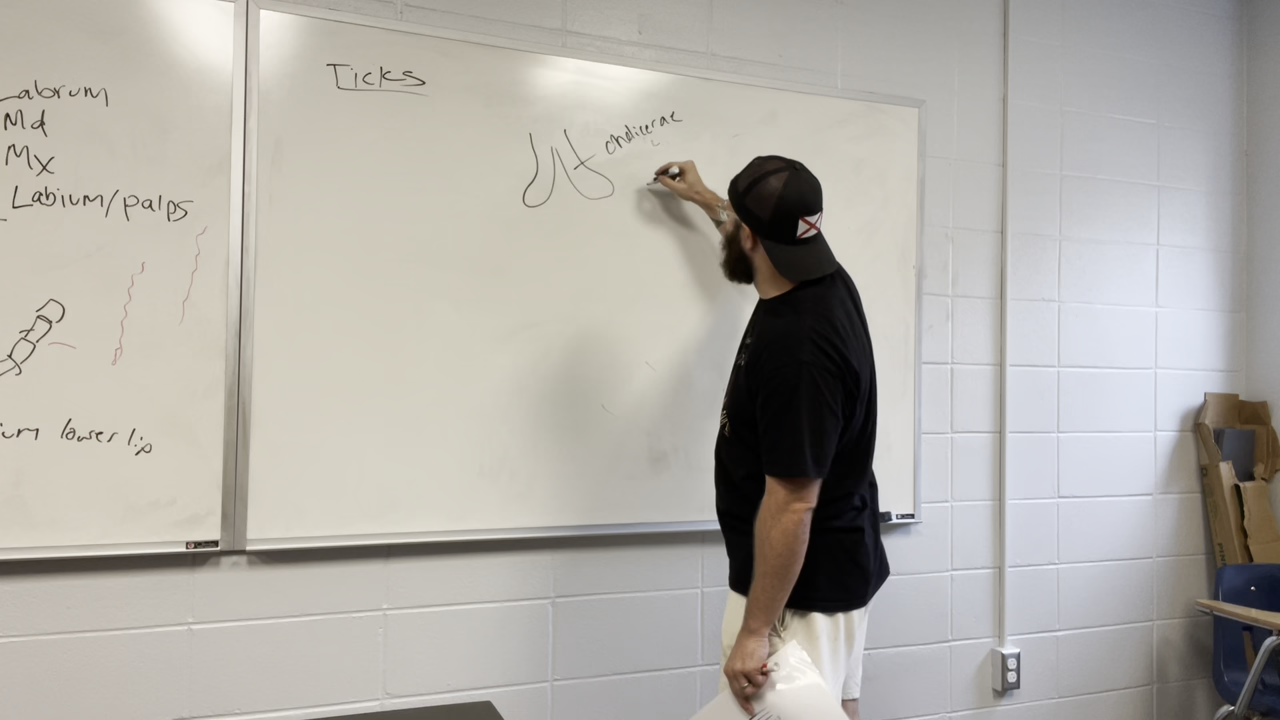 Labrum
Md
Mx
Labium/palps
lower lip
Ticks
chelicerae